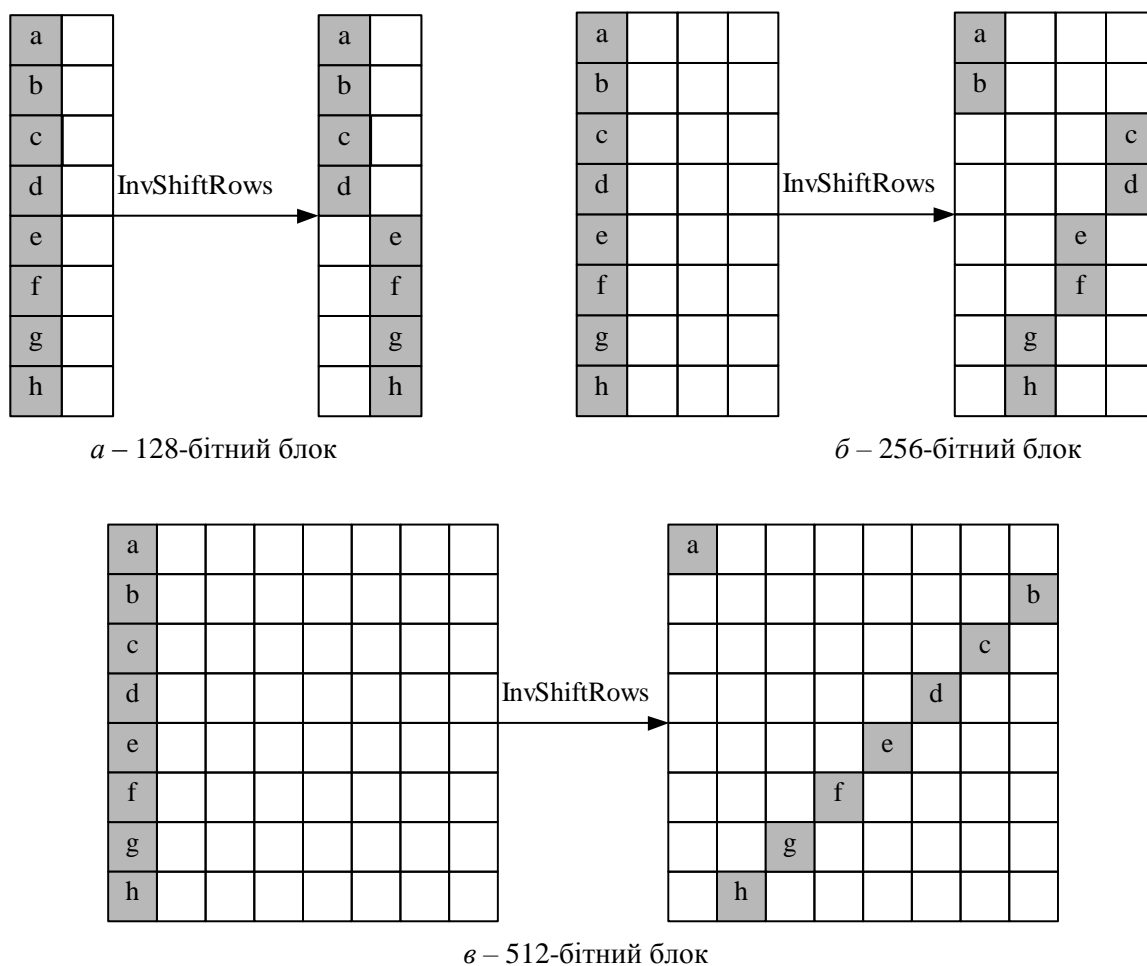 a a a a
b b b b
c c c c
d InvShiftRows d d InvShiftRows d
e e e e
f f f f
g g g g
h h h h
а – 128-бітний блок б – 256-бітний блок
a a
b b
c c
d InvShiftRows d
e e
f f
g g
h h
в – 512-бітний блок